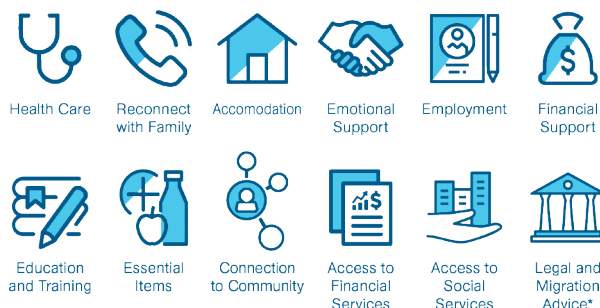 Health Care
Reconnect
with Family
Accomodation
Emotional
Support
Employment
Financial
Support
$
Education
and Training
Essential
Items
Connection
to Community
$
Access to
Financial
Services
Access to
Social
Services
Legal and
Migration
Advice*